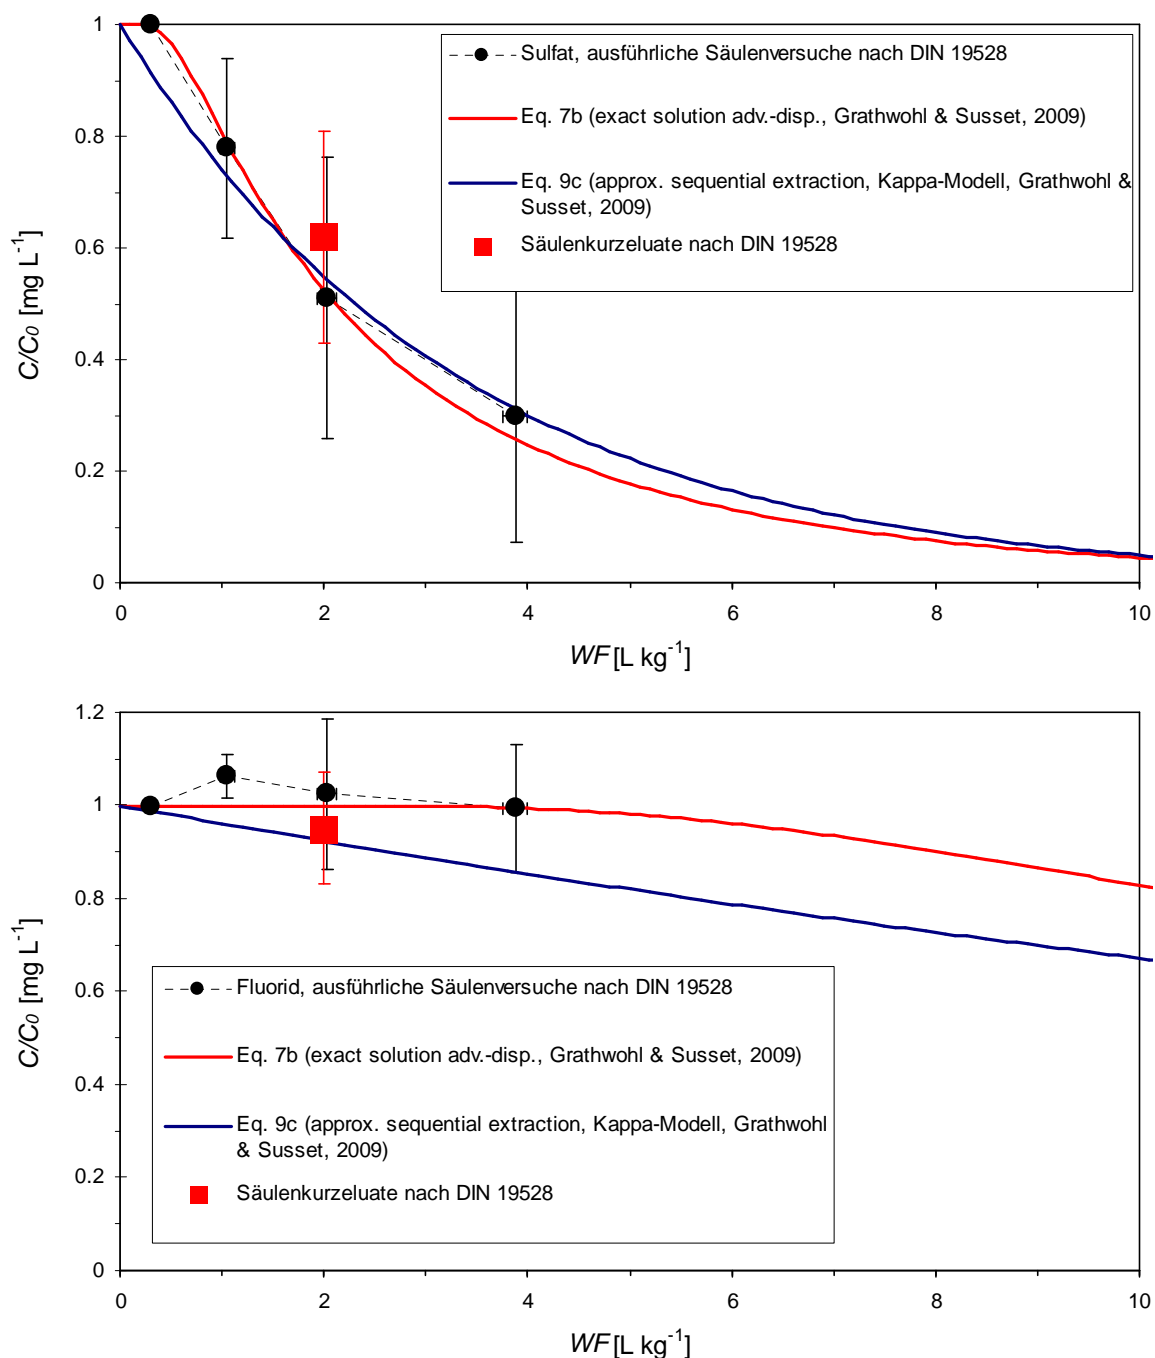 1
0.8
0.6
0.4
0.2
0
C/C0 [mg L-1]
Sulfat, ausführliche Säulenversuche nach DIN 19528
Eq. 7b (exact solution adv.-disp., Grathwohl & Susset, 2009)
Eq. 9c (approx. sequential extraction, Kappa-Modell, Grathwohl &
Susset, 2009)
Säulenkurzeluate nach DIN 19528
0 2 4 6 8 10
WF [L kg-1]
1.2
1
0.8
0.6
0.4
0.2
0
C/C0 [mg L-1]
Fluorid, ausführliche Säulenversuche nach DIN 19528
Eq. 7b (exact solution adv.-disp., Grathwohl & Susset, 2009)
Eq. 9c (approx. sequential extraction, Kappa-Modell, Grathwohl
& Susset, 2009)
Säulenkurzeluate nach DIN 19528
0 2 4 6 8 10
WF [L kg-1]